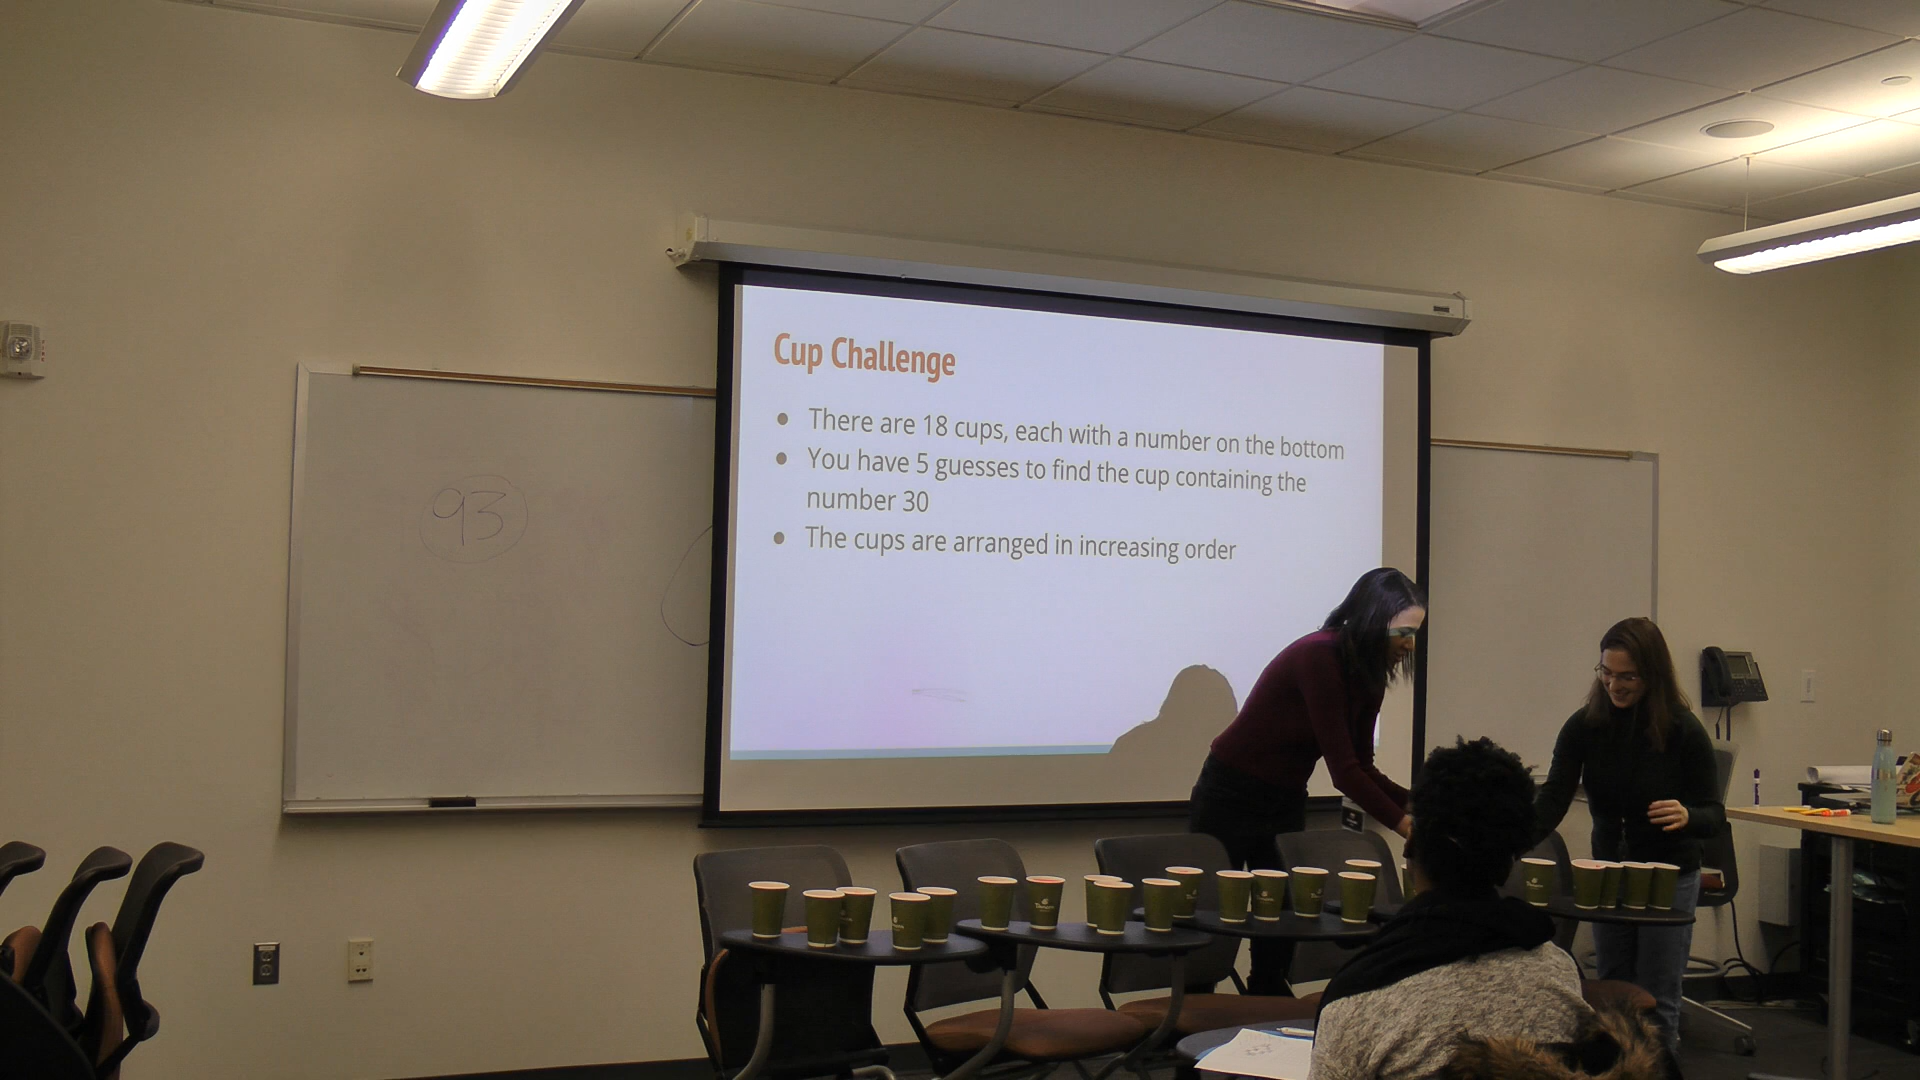 93
Cup Challenge
• There are 18 cups, each with a number on the bottom
• You have 5 guesses to find the cup containing the
number 30
• The cups are arranged in increasing order